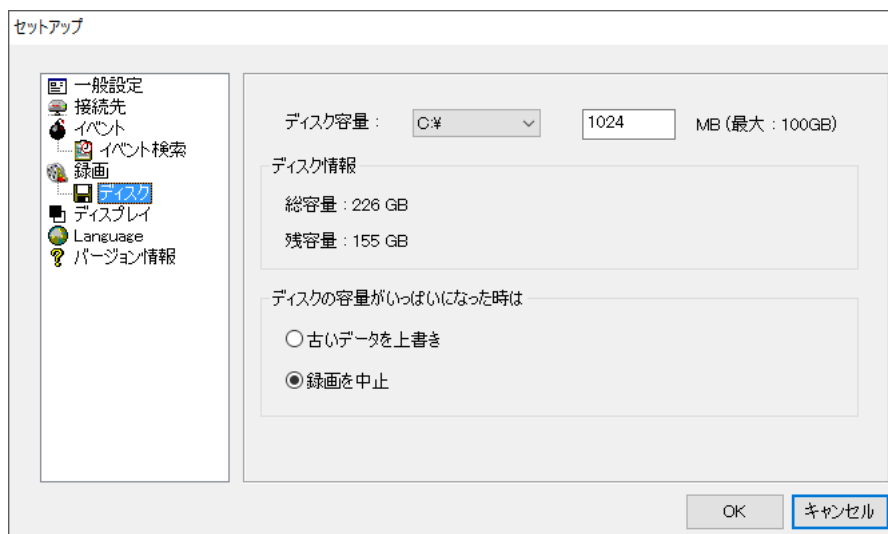 セットアップ
一般設定
接続先
イベント
イベント検索
録画
ディスク
ディスプレイ
Language
バージョン情報
ディスク容量 : C:¥ 1024 MB (最大 : 100GB)
ディスク情報
総容量 : 226 GB
残容量 : 155 GB
ディスクの容量がいっぱいになった時は
古いデータを上書き
録画を中止
OK キャンセル